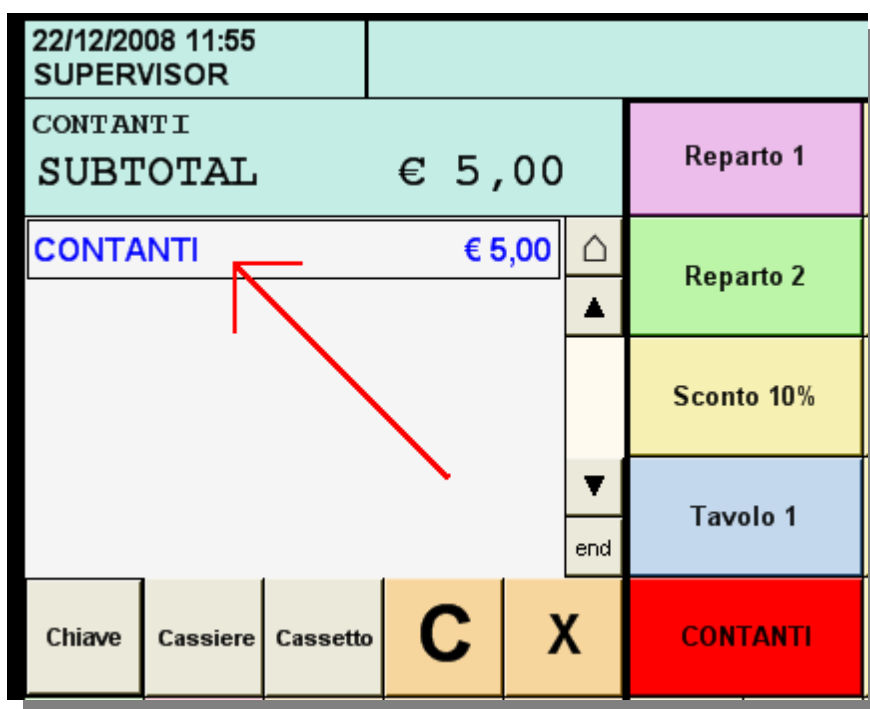 22/12/2008 11:55
SUPERVISOR
CONTANTI
SUBTOTAL € 5,00
CONTANTI € 5,00
end
Reparto 1
Reparto 2
Sconto 10%
Tavolo 1
Chiave Cassiere Cassetto C X CONTANTI